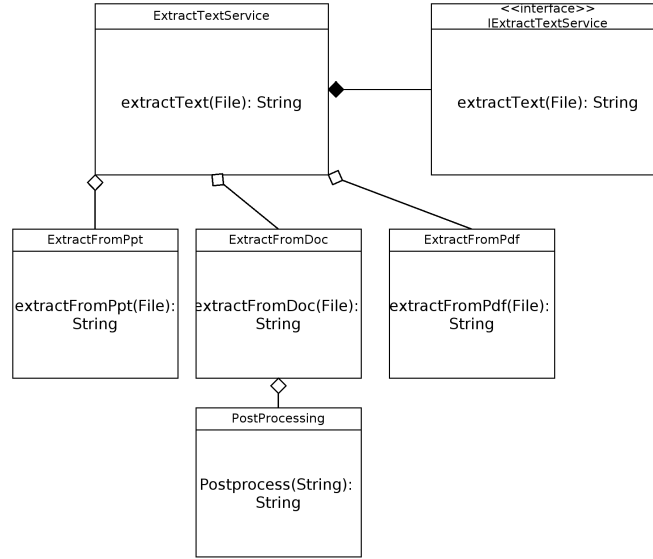 ExtractTextService
extractText(File): String
<<interface>>
IExtractTextService
extractText(File): String
ExtractFromPpt
extractFromPpt(File):
String
ExtractFromDoc
extractFromDoc(File):
String
ExtractFromPdf
extractFromPdf(File):
String
PostProcessing
Postprocess(String):
String